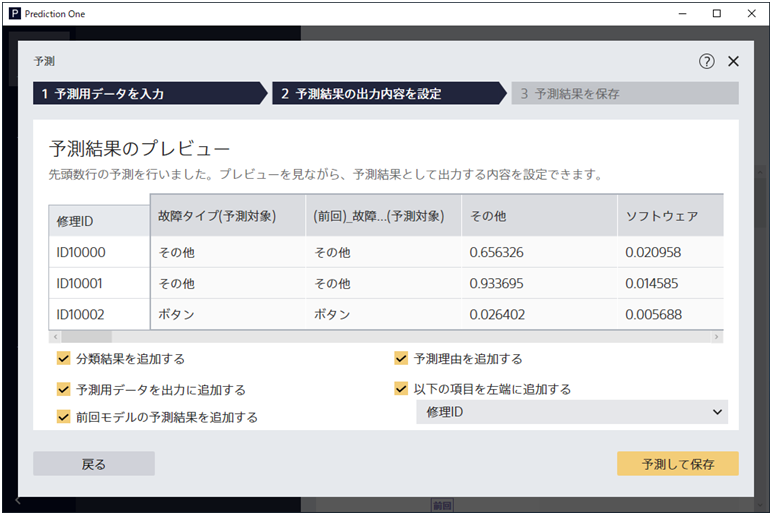 P Prediction One
予測
?
1 予測用データを入力
2 予測結果の出力内容を設定
3 予測結果を保存
予測結果のプレビュー
先頭数行の予測を行いました。プレビューを見ながら、予測結果として出力する内容を設定できます。
修理ID 故障タイプ(予測対象) (前回)_故障...(予測対象) その他 ソフトウェア
ID10000 その他 その他 0.656326 0.020958
ID10001 その他 その他 0.933695 0.014585
ID10002 ボタン ボタン 0.026402 0.005688
分類結果を追加する
予測理由を追加する
予測用データを出力に追加する
以下の項目を左端に追加する
前回モデルの予測結果を追加する
修理ID
戻る
予測して保存
前回